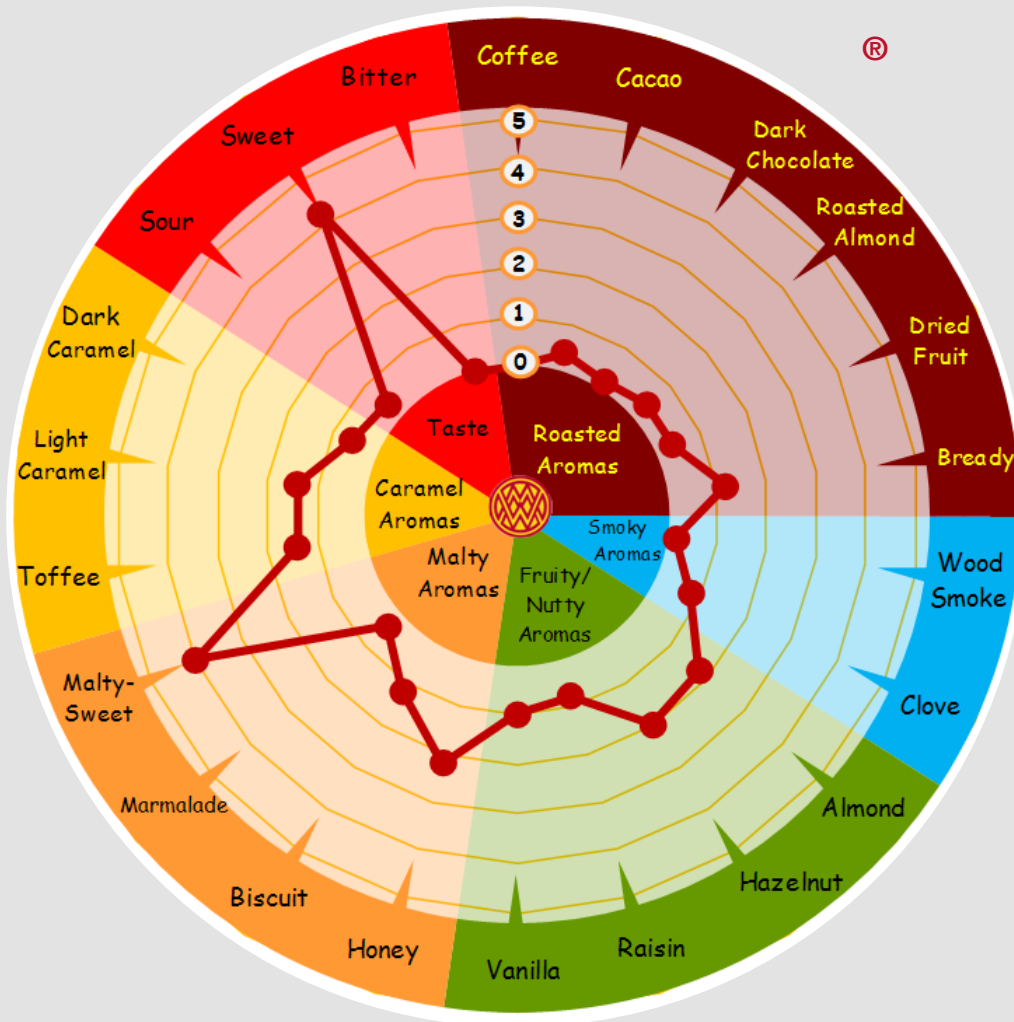 ®
Coffee
Cacao
Dark
Chocolate
Roasted
Almond
Dried
Fruit
Bready
Wood
Smoke
Clove
Almond
Hazelnut
Raisin
Vanilla
Honey
Biscuit
Marmalade
Malty-
Sweet
Toffee
Light
Caramel
Dark
Caramel
Sour
Sweet
Bitter
5
4
3
2
1
0
Taste
Roasted
Aromas
Smoky
Aromas
Fruity/
Nutty
Aromas
Malty
Aromas
Caramel
Aromas